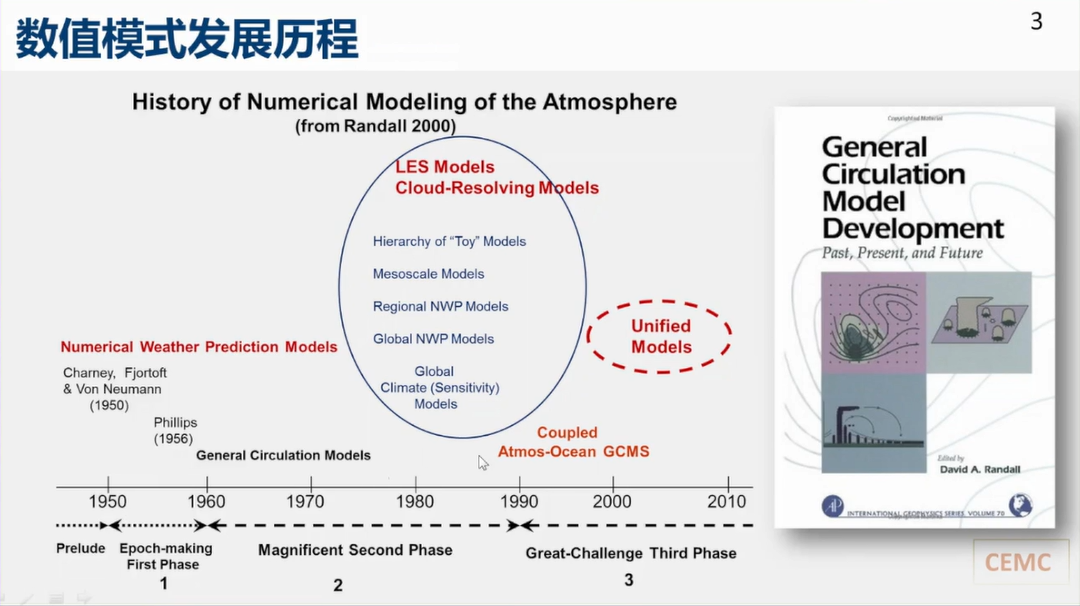 数值模式发展历程
3
History of Numerical Modeling of the Atmosphere
(from Randall 2000)
LES Models
Cloud-Resolving Models
Hierarchy of “Toy” Models
Mesoscale Models
Regional NWP Models
Global NWP Models
Global
Climate (Sensitivity)
Models
Unified
Models
Numerical Weather Prediction Models
Charney, Fjortoft
& Von Neumann
(1950)
Phillips
(1956)
General Circulation Models
Coupled
Atmos-Ocean GCMS
1950 1960 1970 1980 1990 2000 2010
Prelude
Epoch-making
First Phase
1
Magnificent Second Phase
2
Great-Challenge Third Phase
3
Copyrighted Material
General
Circulation
Model
Development
Past, Present, and Future
Edited by
David A. Randall
AP
INTERNATIONAL GEOPHYSICS SERIES, VOLUME 70
CEMC